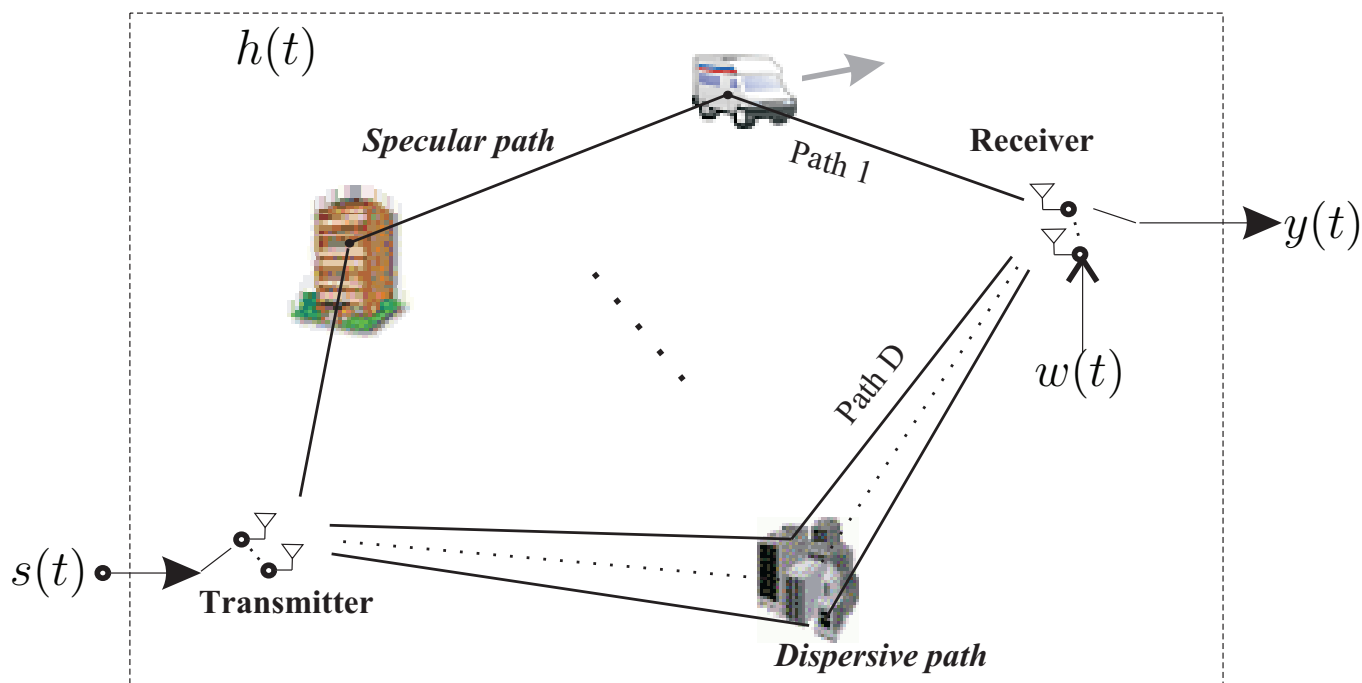 h(t)
Specular path
Path 1
Receiver
y(t)
w(t)
Path D
s(t)
Transmitter
Dispersive path